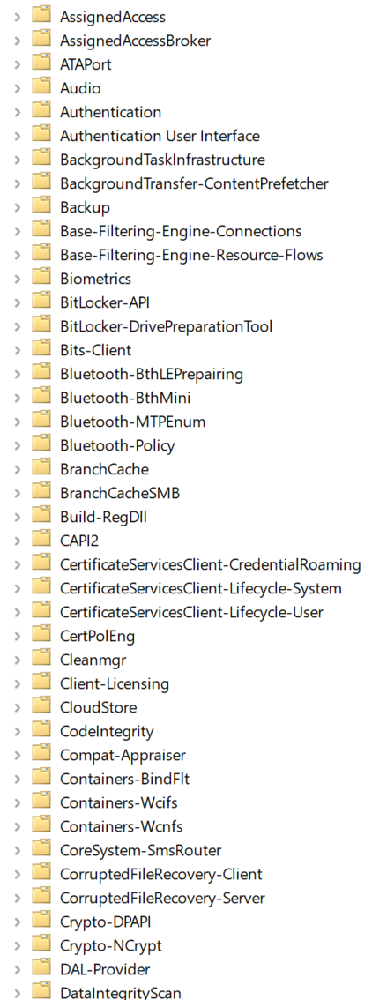 AssignedAccess
AssignedAccessBroker
ATAPort
Audio
Authentication
Authentication User Interface
BackgroundTaskInfrastructure
BackgroundTransfer-ContentPrefetcher
Backup
Base-Filtering-Engine-Connections
Base-Filtering-Engine-Resource-Flows
Biometrics
BitLocker-API
BitLocker-DrivePreparationTool
Bits-Client
Bluetooth-BthLEPrepairing
Bluetooth-BthMini
Bluetooth-MTPEnum
Bluetooth-Policy
BranchCache
BranchCacheSMB
Build-RegDll
CAPI2
CertificateServicesClient-CredentialRoaming
CertificateServicesClient-Lifecycle-System
CertificateServicesClient-Lifecycle-User
CertPolEng
Cleanmgr
Client-Licensing
CloudStore
CodeIntegrity
Compat-Appraiser
Containers-BindFlt
Containers-Wcifs
Containers-Wcnfs
CoreSystem-SmsRouter
CorruptedFileRecovery-Client
CorruptedFileRecovery-Server
Crypto-DPAPI
Crypto-NCrypt
DAL-Provider
DataIntegrityScan